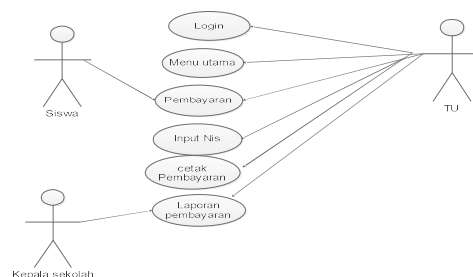 Login
Menu utama
Pembayaran
Siswa
TU
Input Nis
cetak
Pembayaran
Laporan
pembayaran
Kepala sekolah